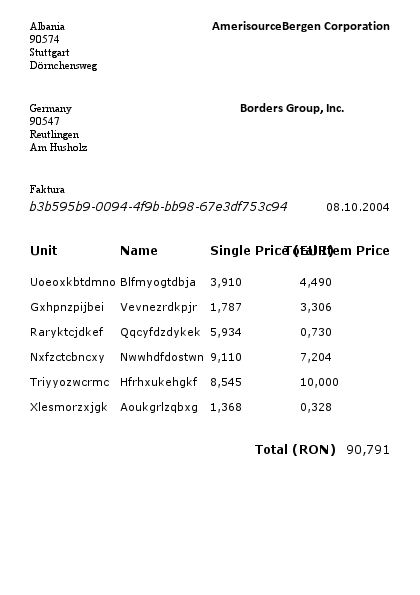 Albania
90574
Stuttgart
Dörnchensweg
AmerisourceBergen Corporation
Germany
90547
Reutlingen
Am Husholz
Borders Group, Inc.
Faktura
b3b595b9-0094-4f9b-bb98-67e3df753c94 08.10.2004
Unit Name Single Price (EUR) Total Item Price
Uoeoxkbtdmno Blfmyogtdbja 3,910 4,490
Gxhpnzpijbei Vevnezrdkpjr 1,787 3,306
Raryktcjdkef Qqcyfdzdykek 5,934 0,730
Nxfzctcbncxy Nwwhdfdostwn 9,110 7,204
Triyyozwcrmc Hfrhxukehgkf 8,545 10,000
Xlesmorzxjgk Aoukgrlzqbxg 1,368 0,328
Total (RON) 90,791